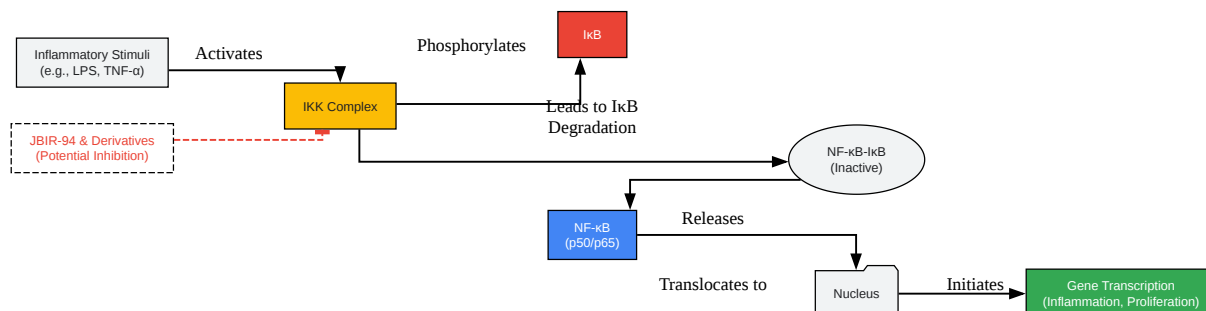 Inflammatory Stimuli
(e.g., LPS, TNF-α)
Activates
Phosphorylates
IκB
IKK Complex
Leads to IκB
Degradation
JBIR-94 & Derivatives
(Potential Inhibition)
NF-κB-IκB
(Inactive)
NF-κB
(p50/p65)
Releases
Translocates to
Nucleus
Initiates
Gene Transcription
(Inflammation, Proliferation)